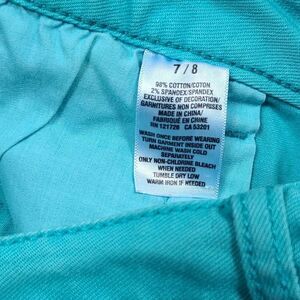 7 / 8
98% COTTON/COTON
2% SPANDEX/SPANDEX
EXCLUSIVE OF DECORATION/
GARNITURES NON COMPRISES
MADE IN CHINA/
FABRIQUÉ EN CHINE
RN 121726 CA 53201
WASH ONCE BEFORE WEARING
TURN GARMENT INSIDE OUT
MACHINE WASH COLD
SEPARATELY
ONLY NON-CHLORINE BLEACH
WHEN NEEDED
TUMBLE DRY LOW
WARM IRON IF NEEDED